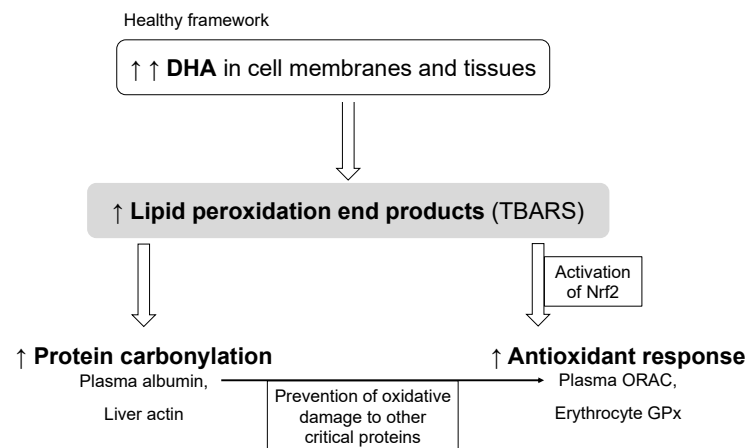 Healthy framework
↑ ↑ DHA in cell membranes and tissues
↑ Lipid peroxidation end products (TBARS)
Activation
of Nrf2
↑ Protein carbonylation
Plasma albumin,
Liver actin
↑ Antioxidant response
Plasma ORAC,
Erythrocyte GPx
Prevention of oxidative
damage to other
critical proteins